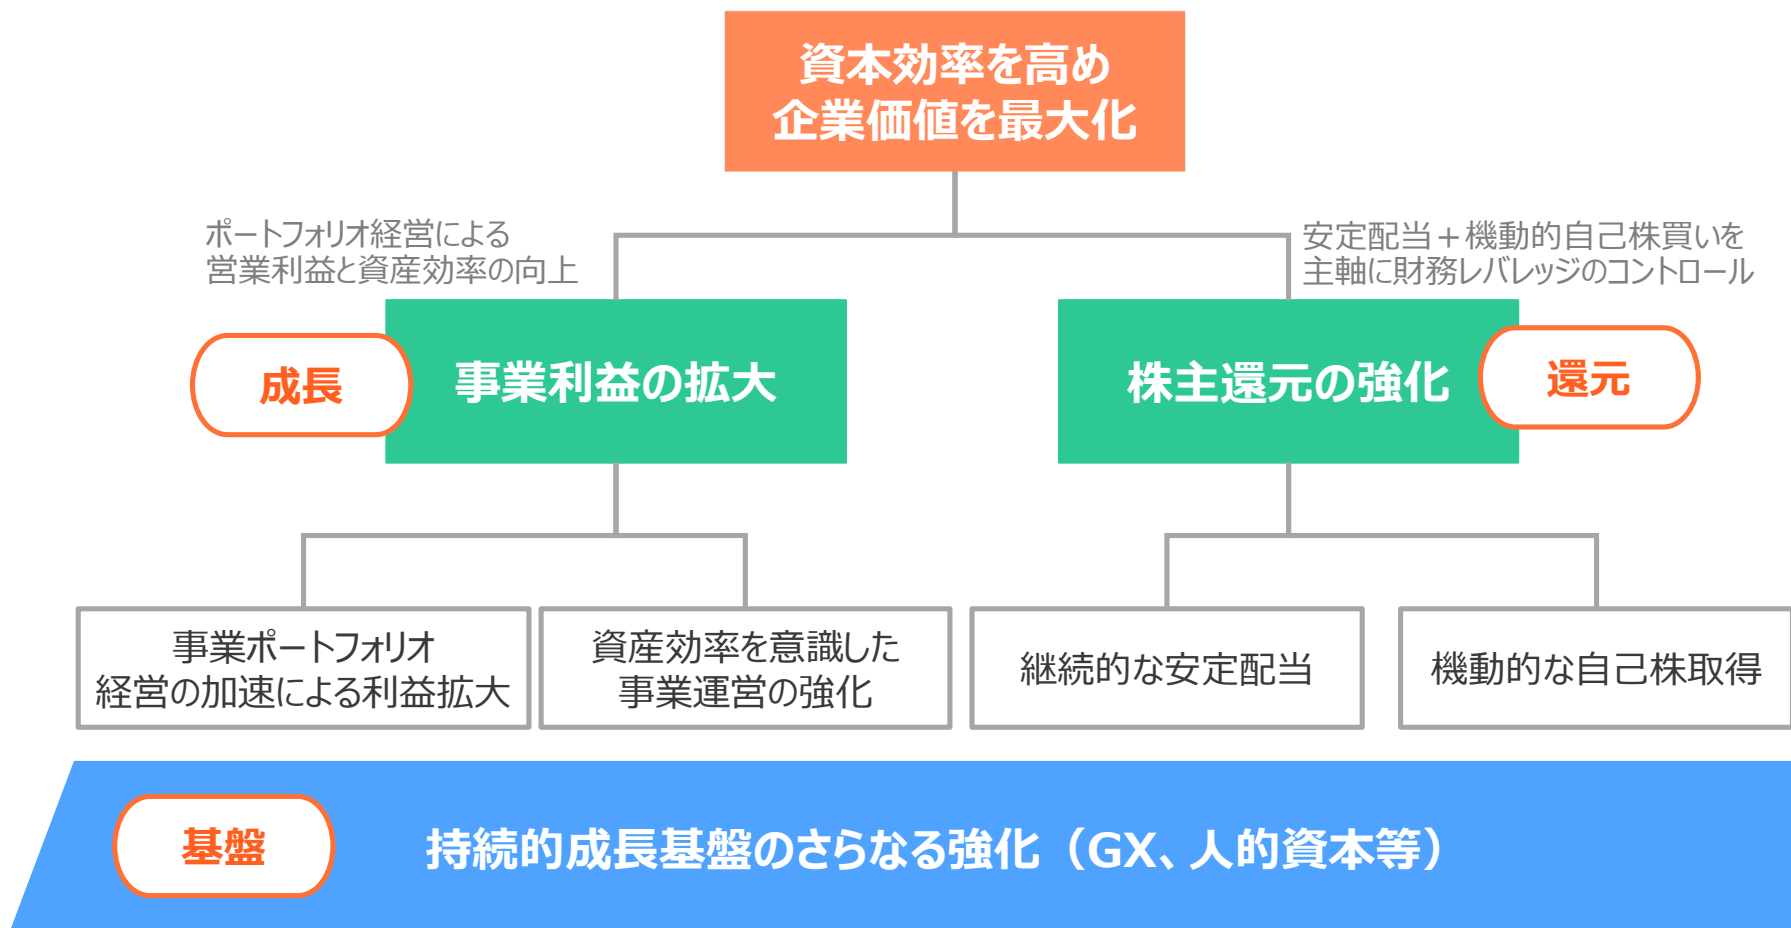 資本効率を高め
企業価値を最大化
ポートフォリオ経営による
営業利益と資産効率の向上
安定配当＋機動的自己株買いを
主軸に財務レバレッジのコントロール
成長
事業利益の拡大
株主還元の強化
還元
事業ポートフォリオ
経営の加速による利益拡大
資産効率を意識した
事業運営の強化
継続的な安定配当
機動的な自己株取得
基盤
持続的成長基盤のさらなる強化（GX、人的資本等）